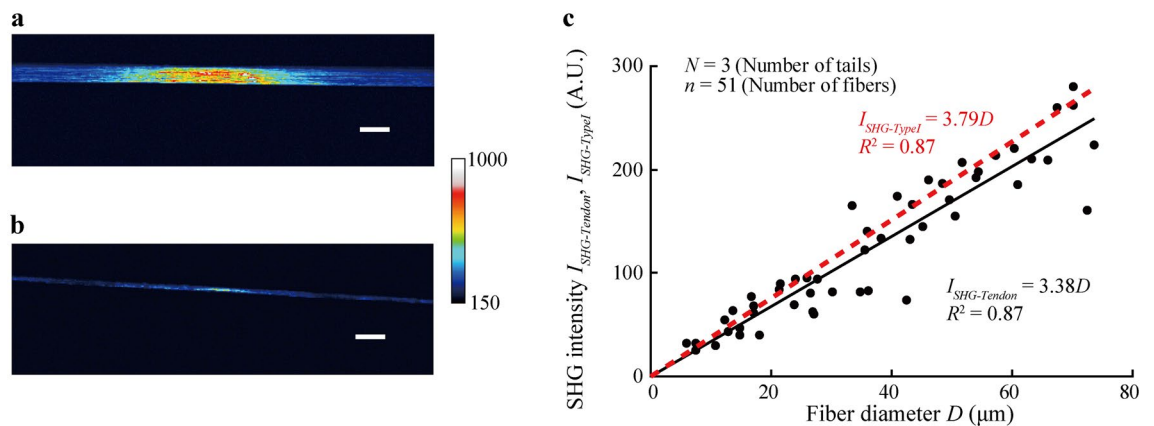 a
1000
150
b
c
SHG intensity I_SHG-Tendon, I_SHG-TypeI (A.U.)
300
200
100
0
N = 3 (Number of tails)
n = 51 (Number of fibers)
I_SHG-TypeI = 3.79D
R² = 0.87
I_SHG-Tendon = 3.38D
R² = 0.87
0 20 40 60 80
Fiber diameter D (μm)